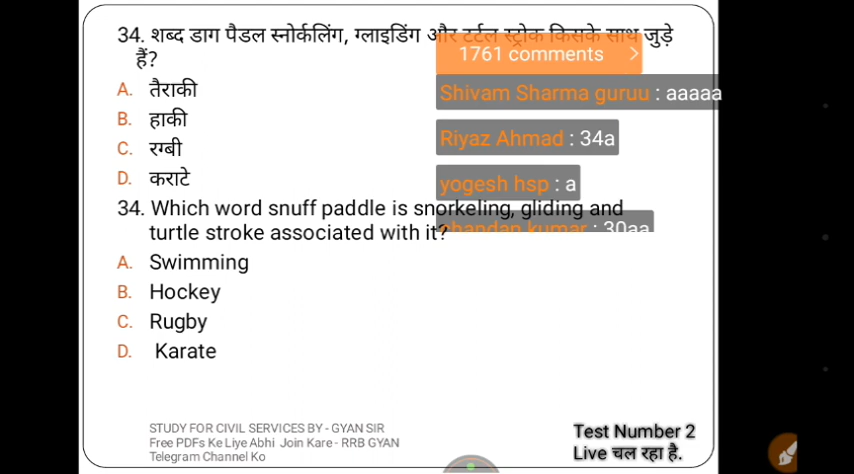 34. शब्द डाग पैडल स्नोर्कलिंग, ग्लाइडिंग और टर्टल स्ट्रोक किसके साथ जुड़े
हैं?
1761 comments >
A. तैराकी
Shivam Sharma guruu : aaaaa
B. हाकी
Riyaz Ahmad : 34a
C. रग्बी
D. कराटे
yogesh hsp : a
34. Which word snuff paddle is snorkeling, gliding and
turtle stroke associated with it?
chandan kumar : 30aa
A. Swimming
B. Hockey
C. Rugby
D. Karate
STUDY FOR CIVIL SERVICES BY - GYAN SIR
Free PDFs Ke Liye Abhi Join Kare - RRB GYAN
Telegram Channel Ko
Test Number 2
Live चल रहा है.